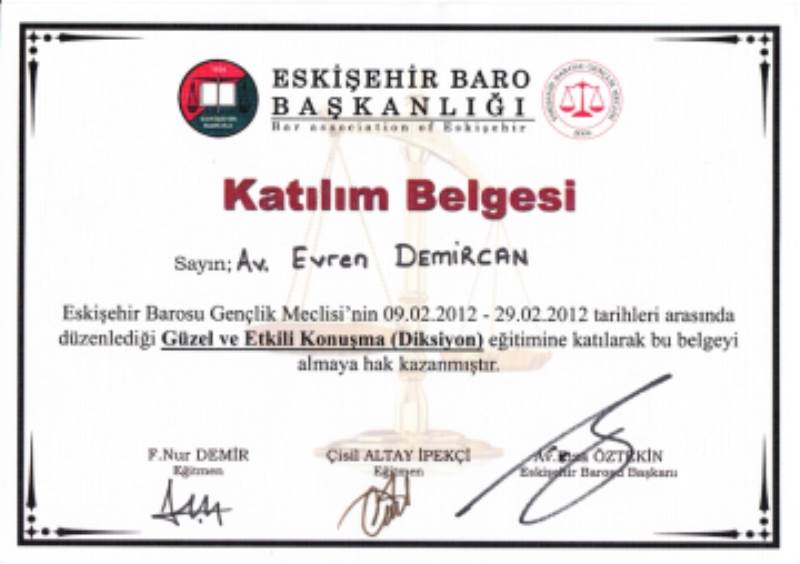 ESKİŞEHİR BARO
BAŞKANLIĞI
Bar association of Eskişehir
Katılım Belgesi
Sayın; Av. Evren DEMİRCAN
Eskişehir Barosu Gençlik Meclisi'nin 09.02.2012 - 29.02.2012 tarihleri arasında
düzenlediği Güzel ve Etkili Konuşma (Diksiyon) eğitimine katılarak bu belgeyi
almaya hak kazanmıştır.
F.Nur DEMİR
Eğitmen
Çisil ALTAY İPEKÇİ
Eğitmen
Av. ÖZTEKİN
Eskişehir Barosu Başkanı